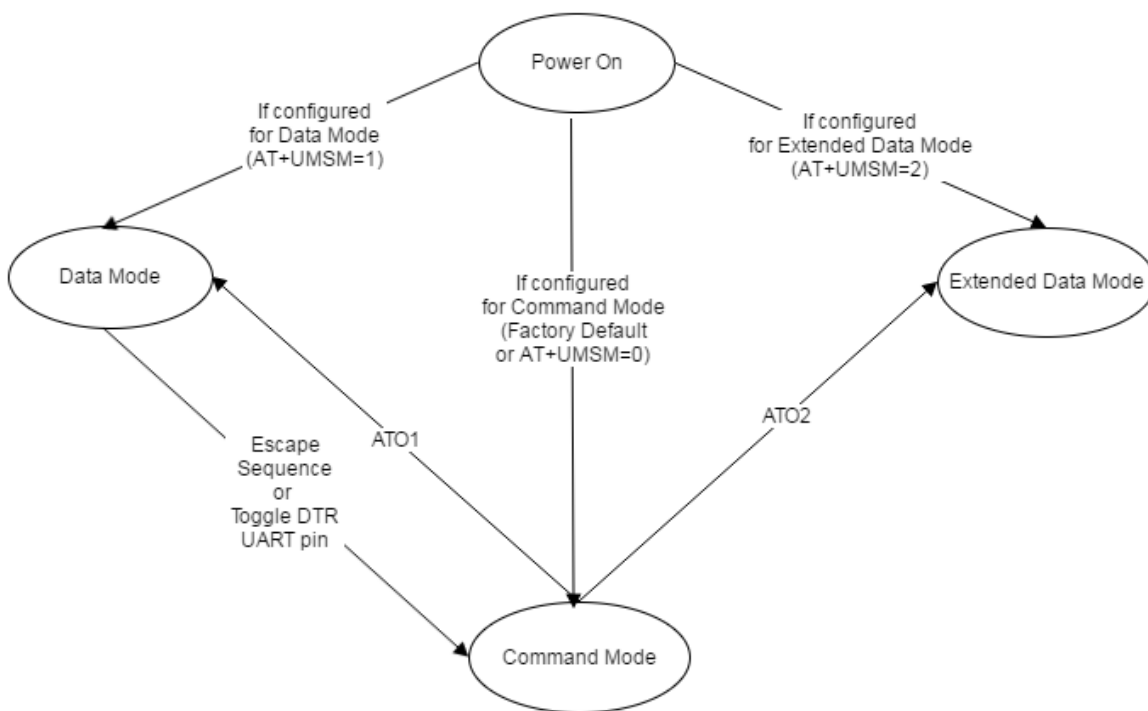 Power On
If configured
for Data Mode
(AT+UMSM=1)
If configured
for Extended Data Mode
(AT+UMSM=2)
Data Mode
If configured
for Command Mode
(Factory Default
or AT+UMSM=0)
Extended Data Mode
Escape
Sequence
or
Toggle DTR
UART pin
ATO1
ATO2
Command Mode